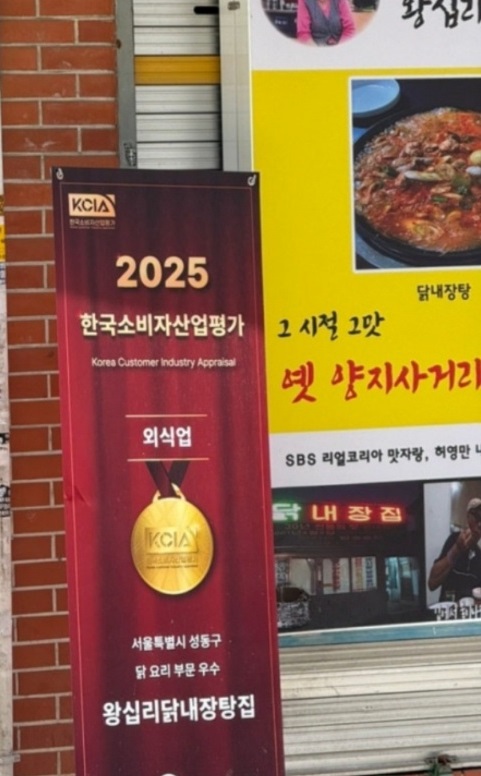 왕십리
KCIA
한국소비자산업평가
2025
한국소비자산업평가
Korea Customer Industry Appraisal
외식업
KCIA
서울특별시 성동구
닭 요리 부문 우수
왕십리닭내장탕집
닭내장탕
그 시절 그맛
옛 양지사거리
SBS 리얼코리아 맛자랑, 허영만
닭내장집